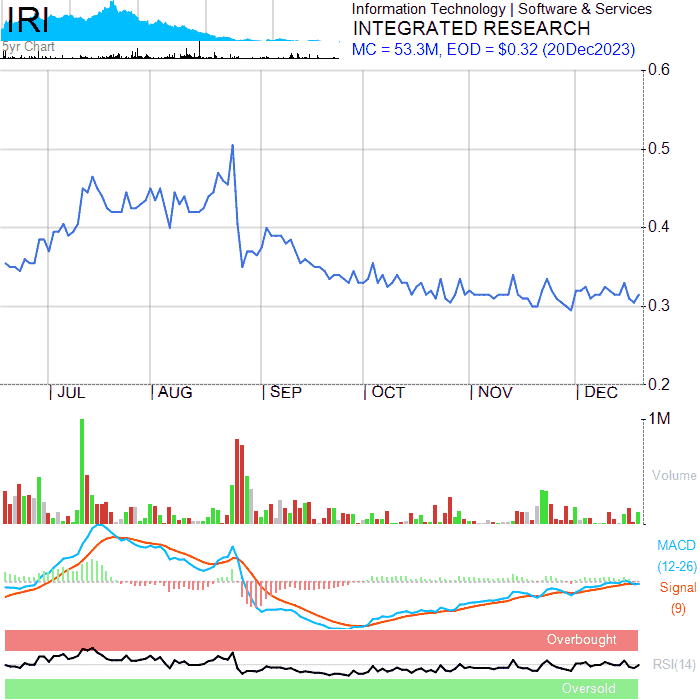 IRI
5yr Chart
Information Technology | Software & Services
INTEGRATED RESEARCH
MC = 53.3M, EOD = $0.32 (20Dec2023)
0.6
0.5
0.4
0.3
0.2
JUL
AUG
SEP
OCT
NOV
DEC
1M
Volume
MACD
(12-26)
Signal
(9)
Overbought
RSI(14)
Oversold